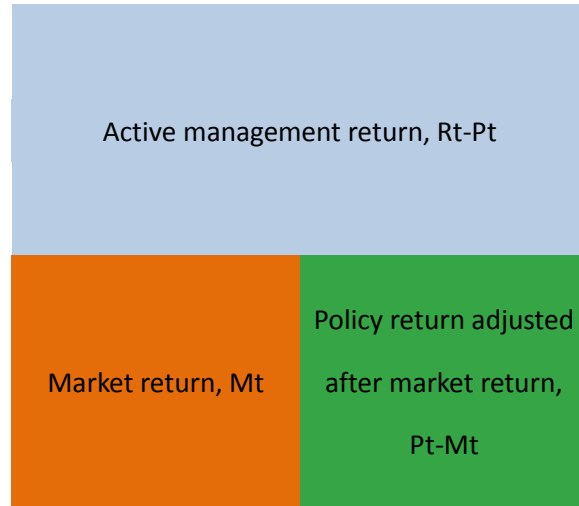 Active management return, Rt-Pt
Policy return adjusted
Market return, Mt
after market return,
Pt-Mt